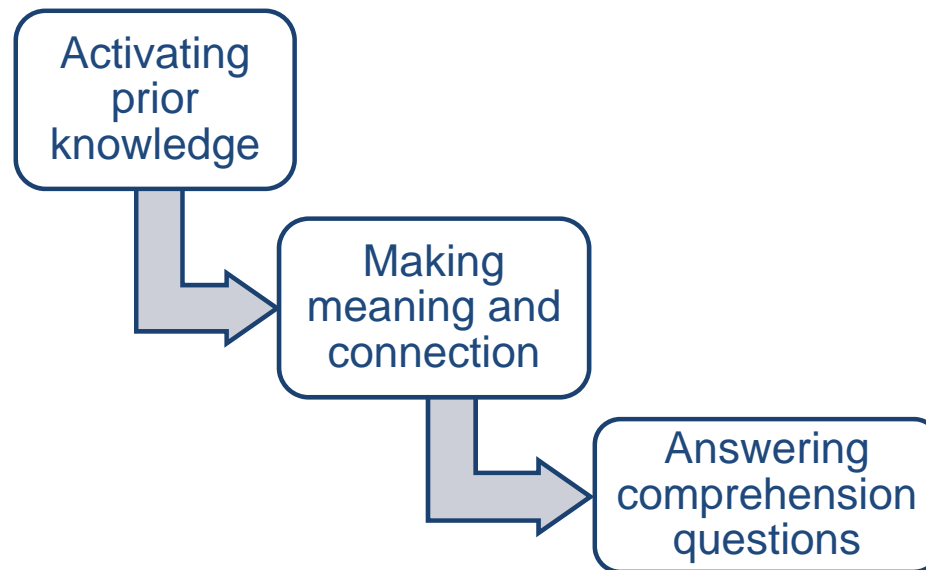 Activating
prior
knowledge
Making
meaning and
connection
Answering
comprehension
questions